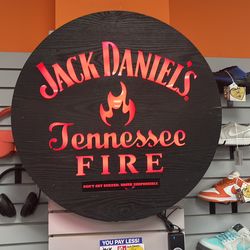 JACK DANIEL'S
Tennessee
FIRE
DON'T GET BURNED. DRINK RESPONSIBLY.
YOU PAY LESS!